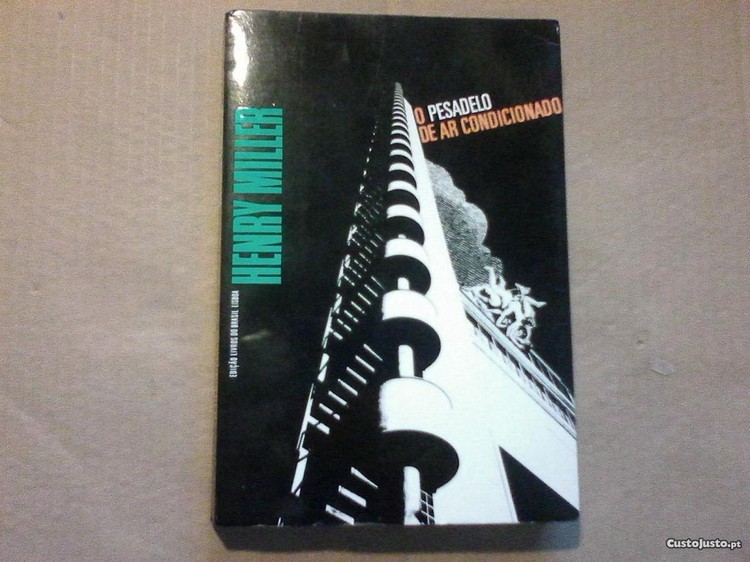 O PESADELO
DE AR CONDICIONADO
HENRY MILLER
EDIÇÃO LIVROS DO BRASIL LISBOA
CustoJusto.pt